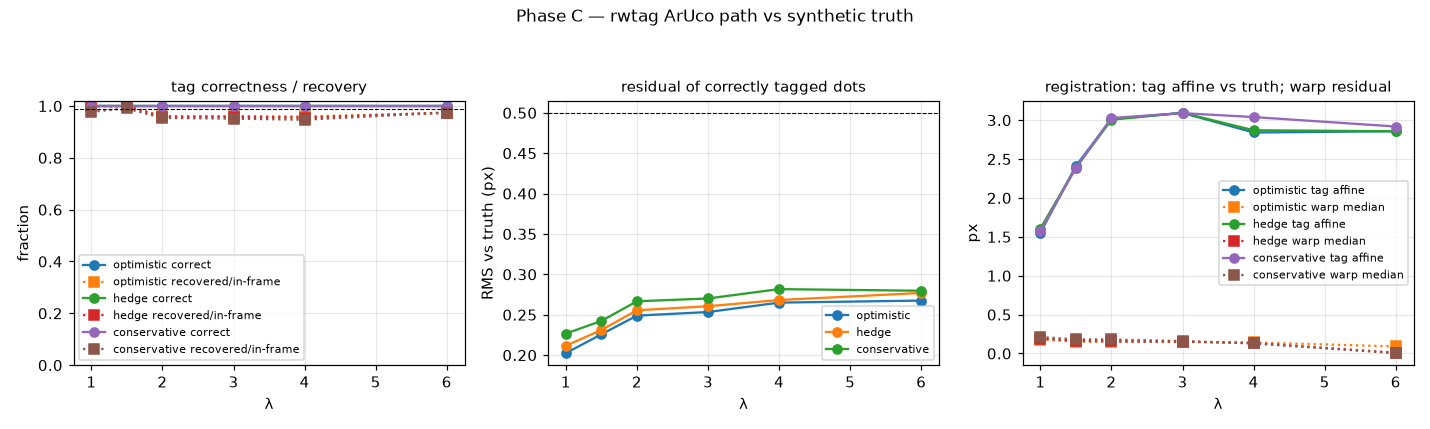 Phase C — rwtag ArUco path vs synthetic truth
tag correctness / recovery
1.0
0.8
0.6
0.4
0.2
0.0
fraction
optimistic correct
optimistic recovered/in-frame
hedge correct
hedge recovered/in-frame
conservative correct
conservative recovered/in-frame
1 2 3 4 5 6
λ
residual of correctly tagged dots
0.50
0.45
0.40
0.35
0.30
0.25
0.20
RMS vs truth (px)
optimistic
hedge
conservative
1 2 3 4 5 6
λ
registration: tag affine vs truth; warp residual
3.0
2.5
2.0
1.5
1.0
0.5
0.0
px
optimistic tag affine
optimistic warp median
hedge tag affine
hedge warp median
conservative tag affine
conservative warp median
1 2 3 4 5 6
λ